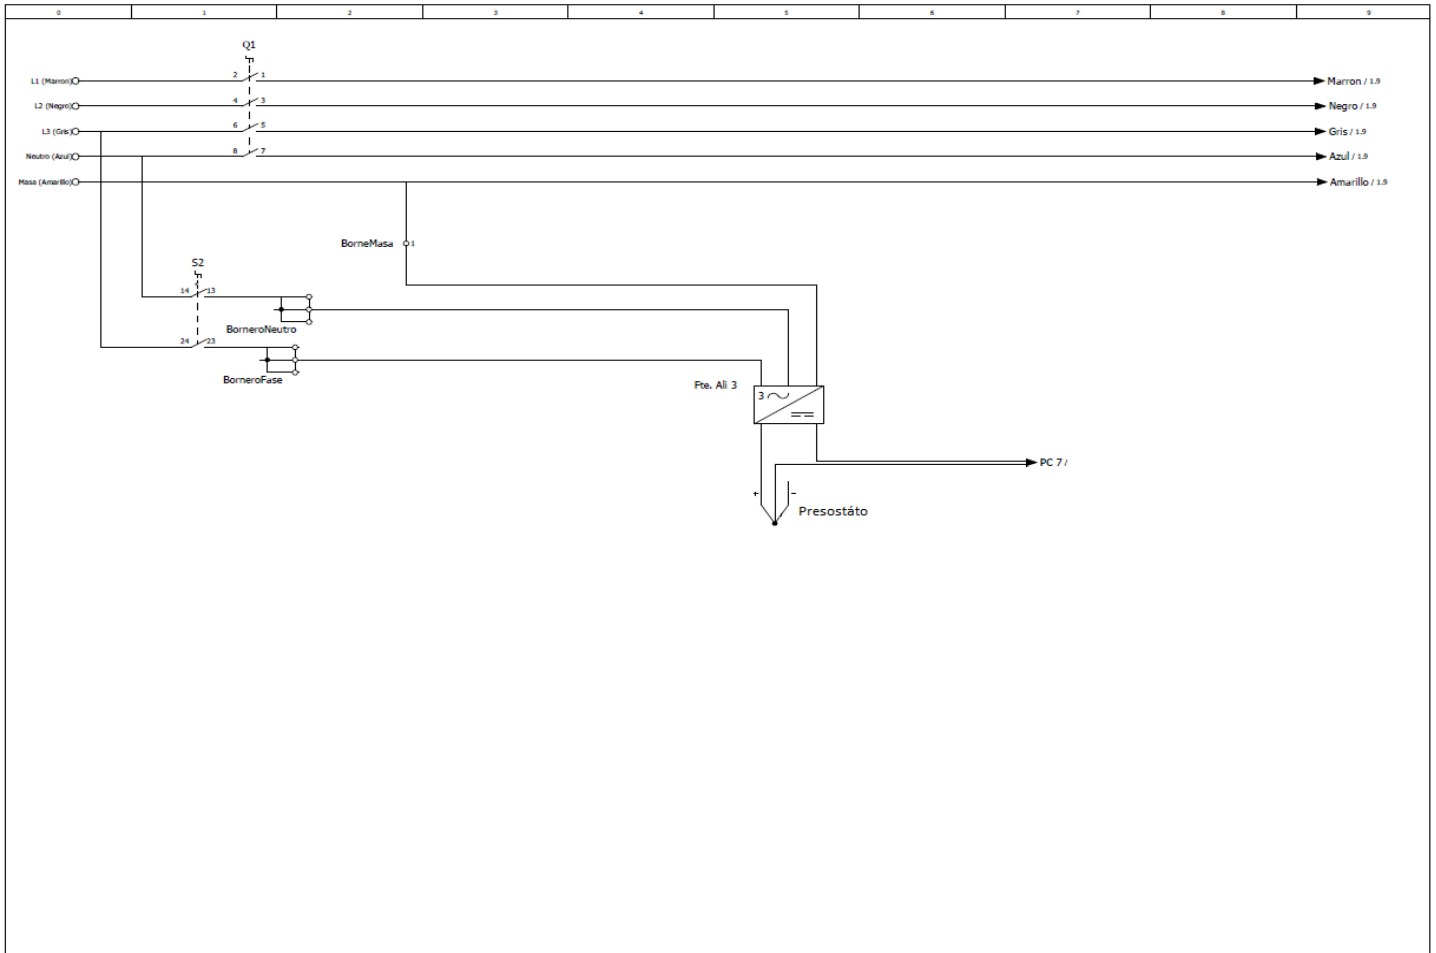 0 1 2 3 4 5 6 7 8 9
Q1
L1 (Marron) 2 1 Marron / 1.9
L2 (Negro) 4 3 Negro / 1.9
L3 (Gris) 6 5 Gris / 1.9
Neutro (Azul) 8 7 Azul / 1.9
Masa (Amarillo) Amarillo / 1.9
BorneMasa 1
S2
14 13
BorneroNeutro
24 23
BorneroFase
Fte. Ali 3
3
PC 7 /
+ -
Presostáto